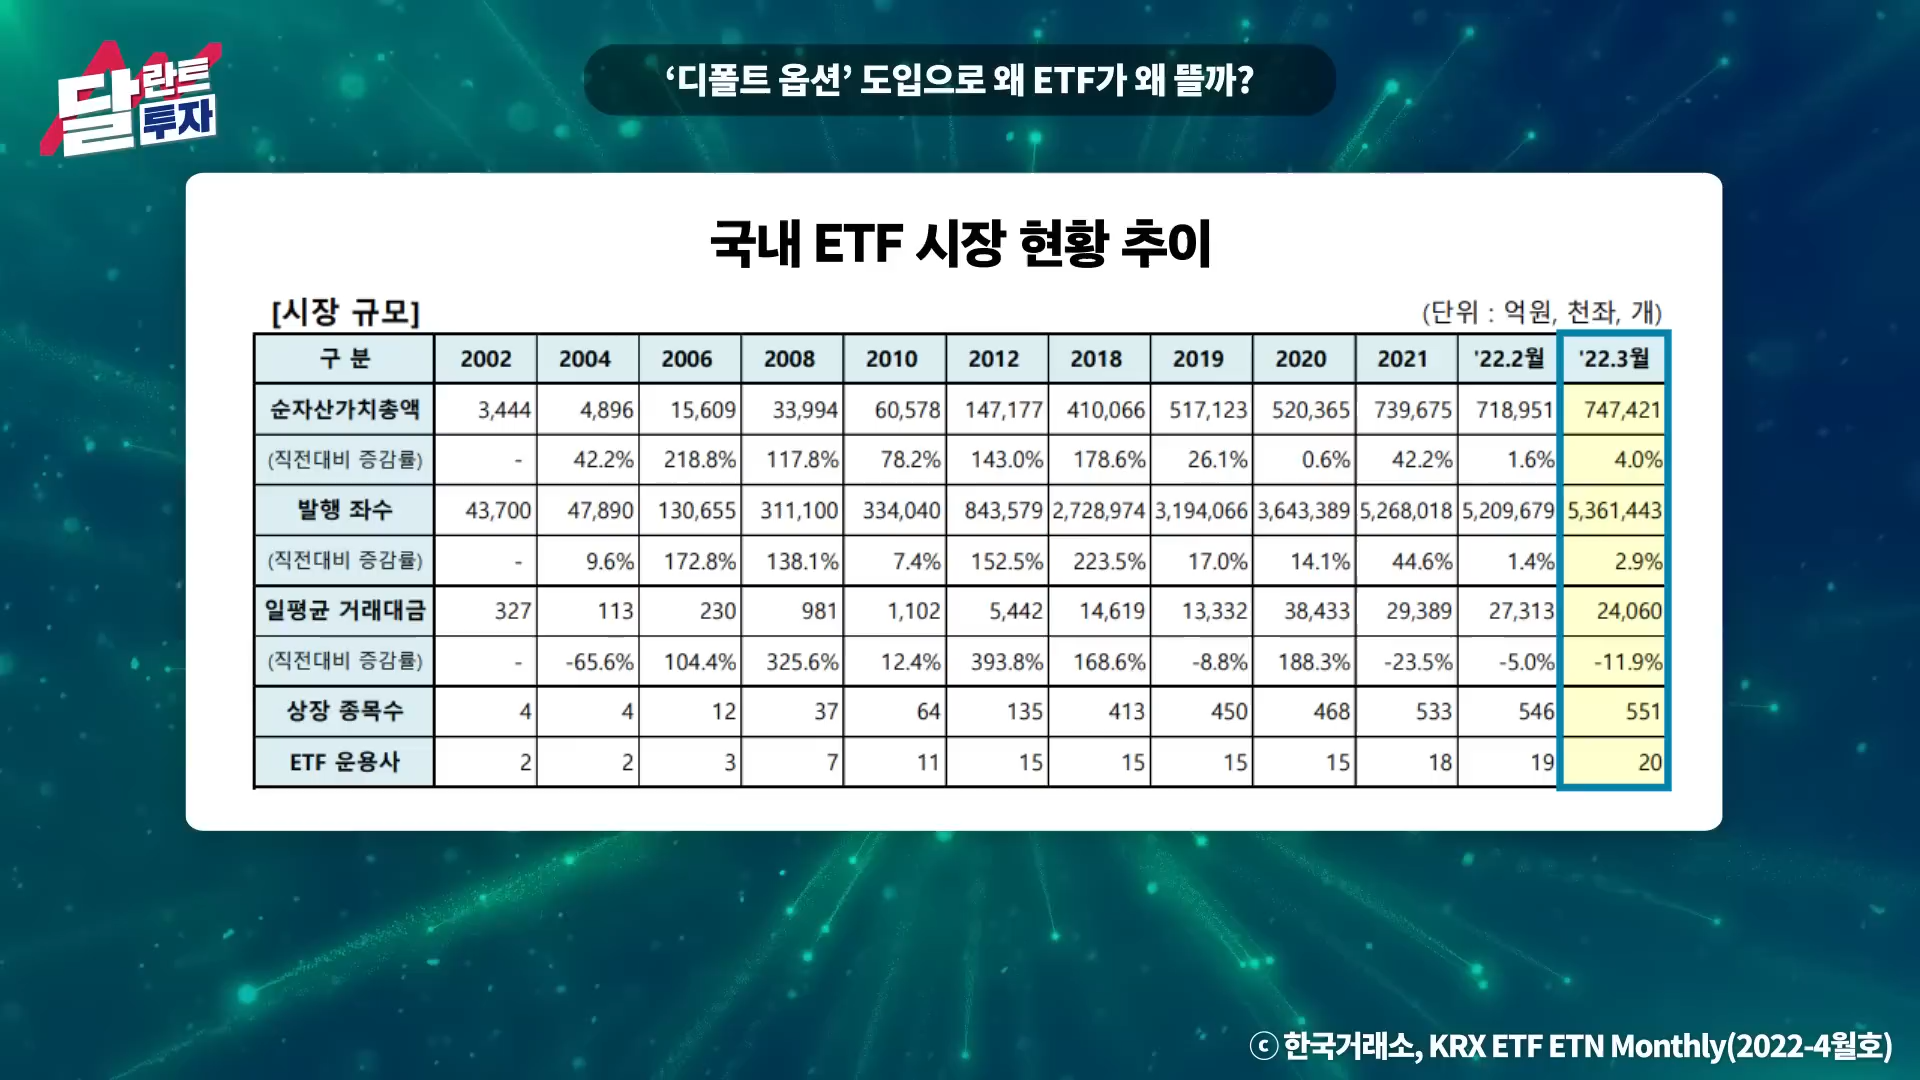 달란트
투자
‘디폴트 옵션’ 도입으로 왜 ETF가 왜 뜰까?
국내 ETF 시장 현황 추이
[시장 규모] (단위 : 억원, 천좌, 개)
구 분 2002 2004 2006 2008 2010 2012 2018 2019 2020 2021 '22.2월 '22.3월
순자산가치총액 3,444 4,896 15,609 33,994 60,578 147,177 410,066 517,123 520,365 739,675 718,951 747,421
(직전대비 증감률) - 42.2% 218.8% 117.8% 78.2% 143.0% 178.6% 26.1% 0.6% 42.2% 1.6% 4.0%
발행 좌수 43,700 47,890 130,655 311,100 334,040 843,579 2,728,974 3,194,066 3,643,389 5,268,018 5,209,679 5,361,443
(직전대비 증감률) - 9.6% 172.8% 138.1% 7.4% 152.5% 223.5% 17.0% 14.1% 44.6% 1.4% 2.9%
일평균 거래대금 327 113 230 981 1,102 5,442 14,619 13,332 38,433 29,389 27,313 24,060
(직전대비 증감률) - -65.6% 104.4% 325.6% 12.4% 393.8% 168.6% -8.8% 188.3% -23.5% -5.0% -11.9%
상장 종목수 4 4 12 37 64 135 413 450 468 533 546 551
ETF 운용사 2 2 3 7 11 15 15 15 15 18 19 20
ⓒ 한국거래소, KRX ETF ETN Monthly(2022-4월호)